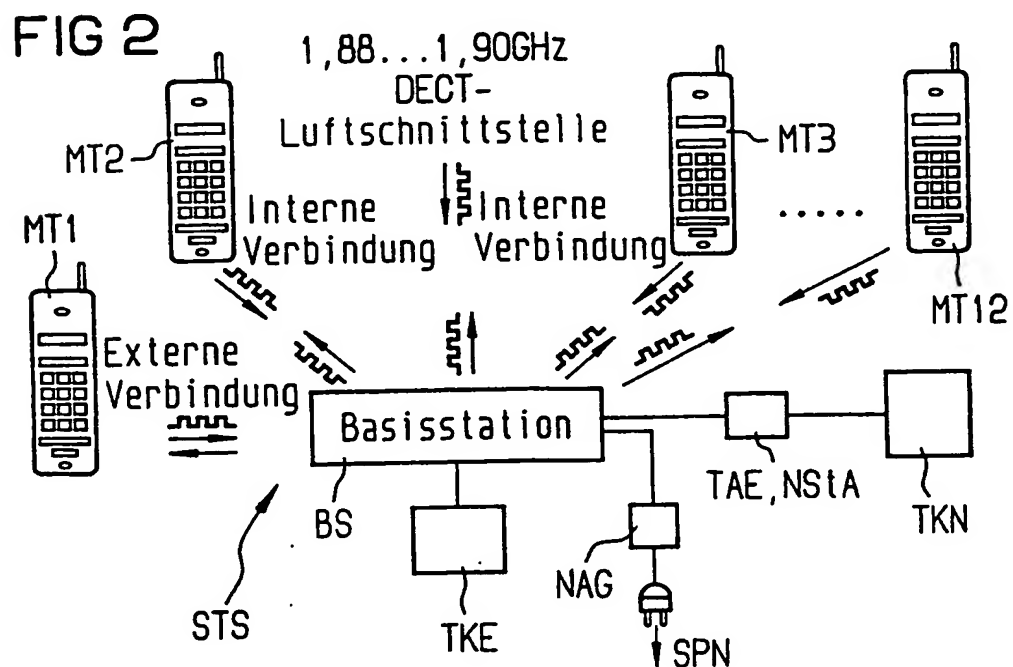 FIG 2
1,88...1,90GHz
DECT-
Luftschnittstelle
MT2
MT3
MT1
Interne
Verbindung
Interne
Verbindung
.....
MT12
Externe
Verbindung
Basisstation
BS
TAE,NStA
TKN
STS
TKE
NAG
SPN